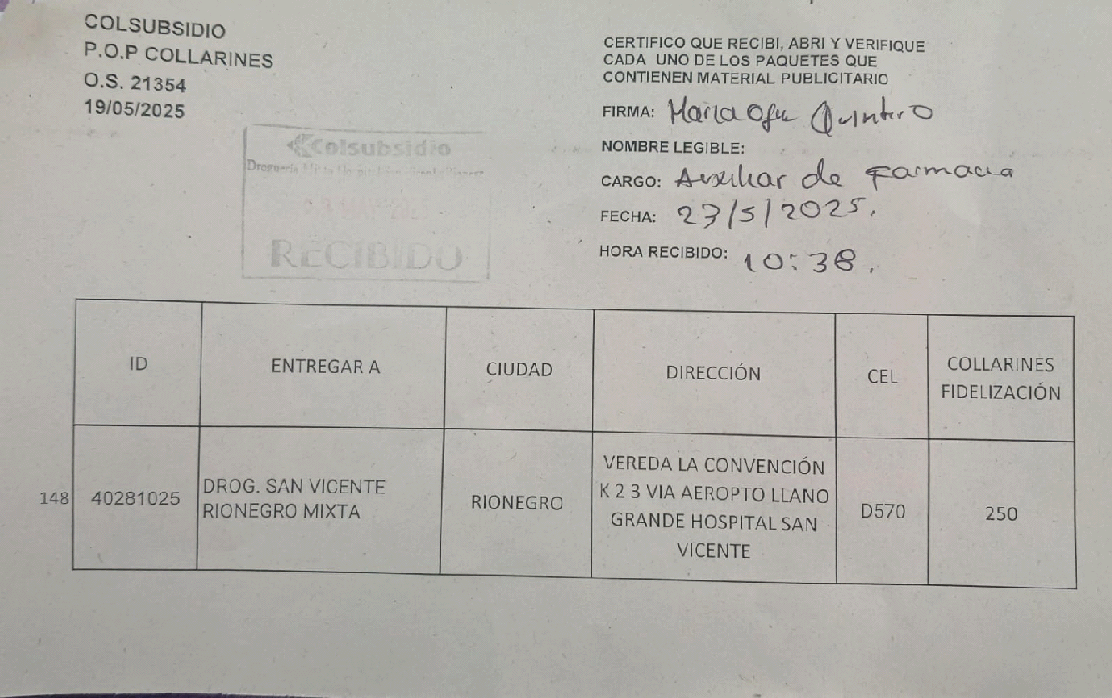 COLSUBSIDIO
P.O.P COLLARINES
O.S. 21354
19/05/2025
Colsubsidio
RECIBIDO
CERTIFICO QUE RECIBI, ABRI Y VERIFIQUE
CADA UNO DE LOS PAQUETES QUE
CONTIENEN MATERIAL PUBLICITARIO
FIRMA: Maria Quintero
NOMBRE LEGIBLE:
CARGO: Auxiliar de Farmacia
FECHA: 23/5/2025.
HORA RECIBIDO: 10:38.
ID
ENTREGAR A
CIUDAD
DIRECCIÓN
CEL
COLLARINES
FIDELIZACIÓN
148
40281025
DROG. SAN VICENTE
RIONEGRO MIXTA
RIONEGRO
VEREDA LA CONVENCIÓN
K 2 3 VIA AEROPTO LLANO
GRANDE HOSPITAL SAN
VICENTE
D570
250